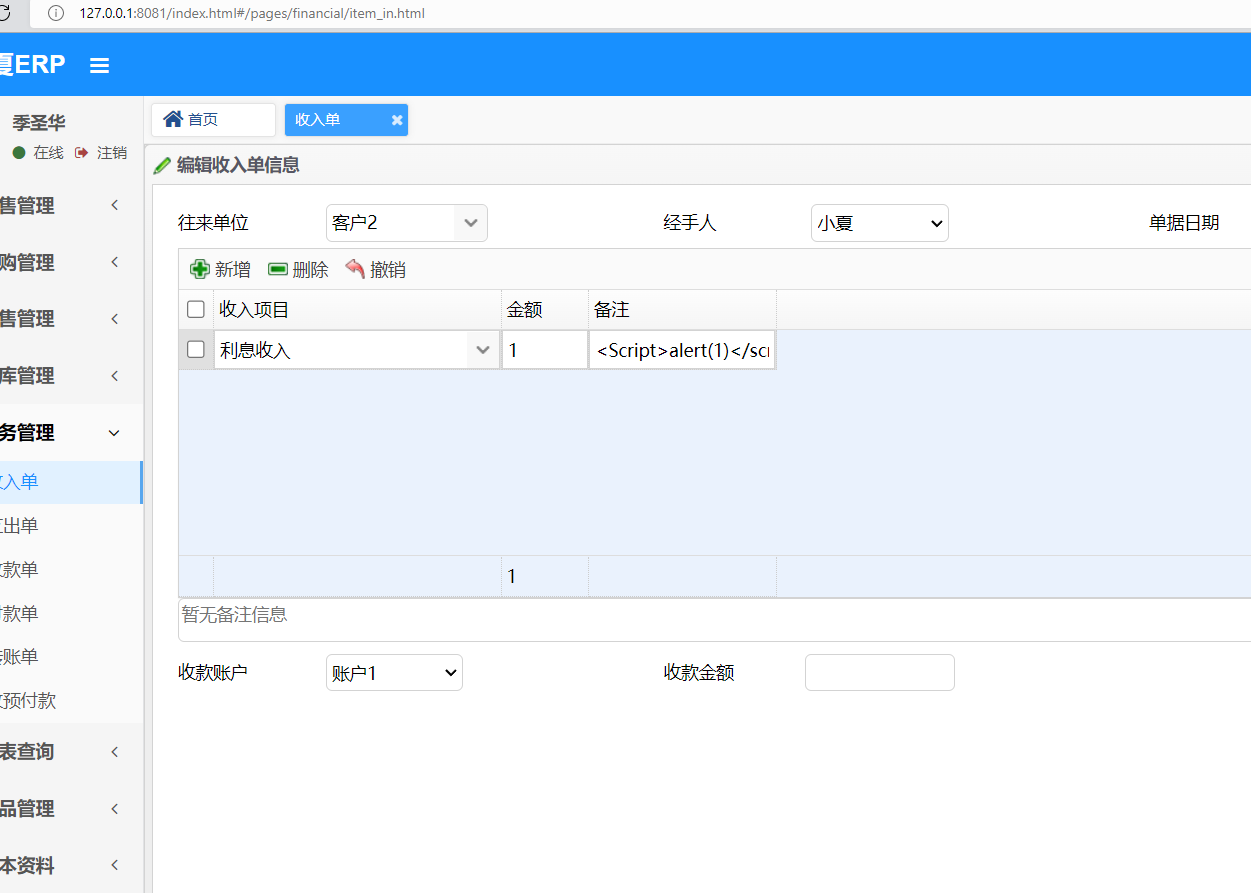 127.0.0.1:8081/index.html#/pages/financial/item_in.html
夏ERP
季圣华
在线 注销
首页 收入单
编辑收入单信息
往来单位 客户2 经手人 小夏 单据日期
新增 删除 撤销
收入项目 金额 备注
利息收入 1 <Script>alert(1)</scr
1
暂无备注信息
收款账户 账户1 收款金额
售管理
购管理
售管理
库管理
务管理
入单
出单
款单
款单
账单
预付款
表查询
品管理
本资料